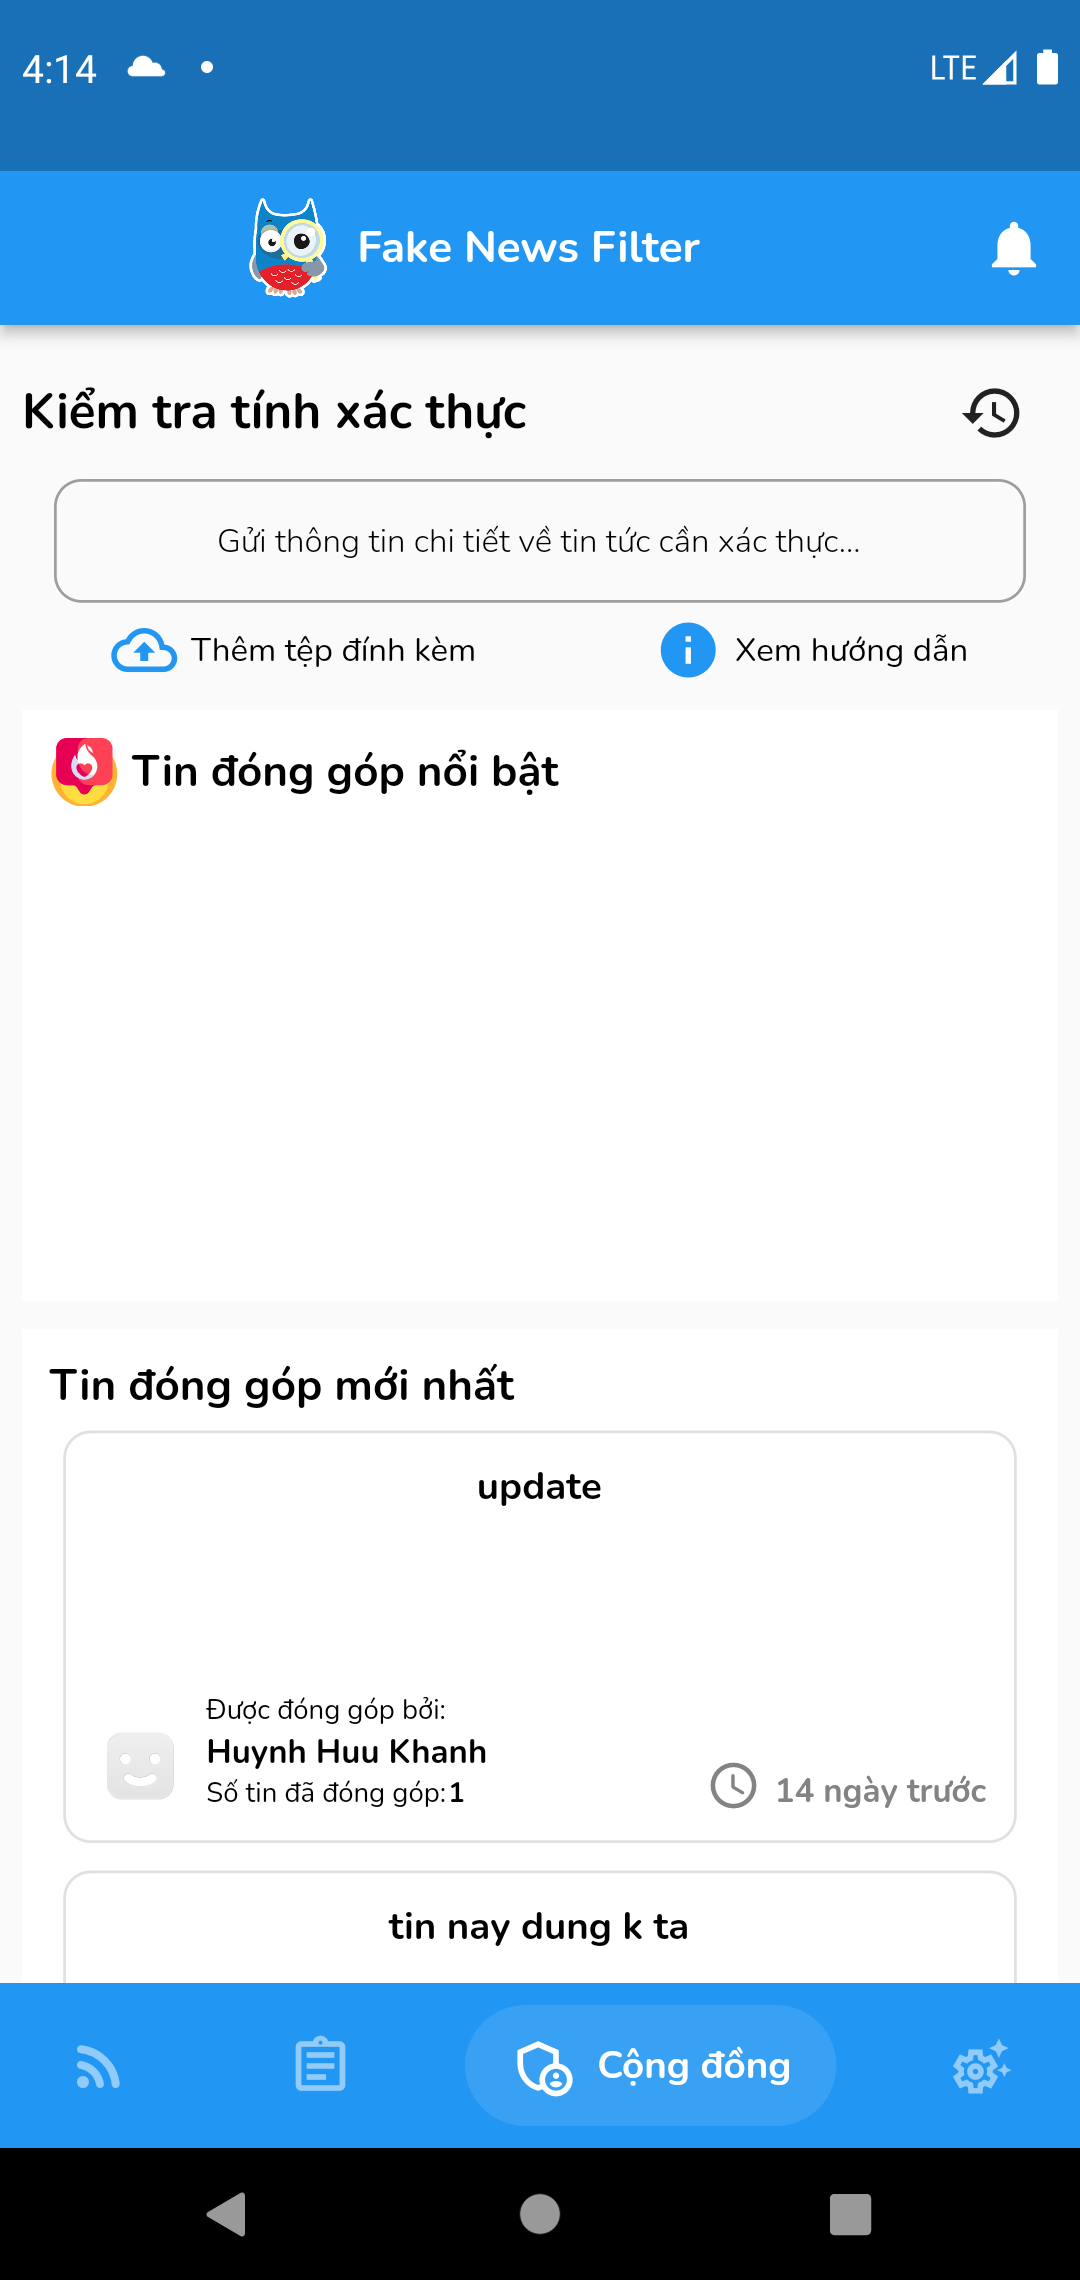 4:14
LTE
Fake News Filter
Kiểm tra tính xác thực
Gửi thông tin chi tiết về tin tức cần xác thực...
Thêm tệp đính kèm
Xem hướng dẫn
Tin đóng góp nổi bật
Tin đóng góp mới nhất
update
Được đóng góp bởi:
Huynh Huu Khanh
Số tin đã đóng góp:1
14 ngày trước
tin nay dung k ta
Cộng đồng